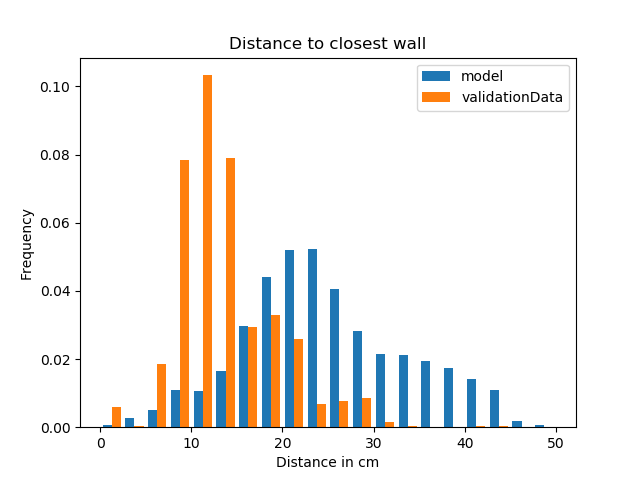 Distance to closest wall
model
validationData
0.10
0.08
0.06
0.04
0.02
0.00
Frequency
0 10 20 30 40 50
Distance in cm